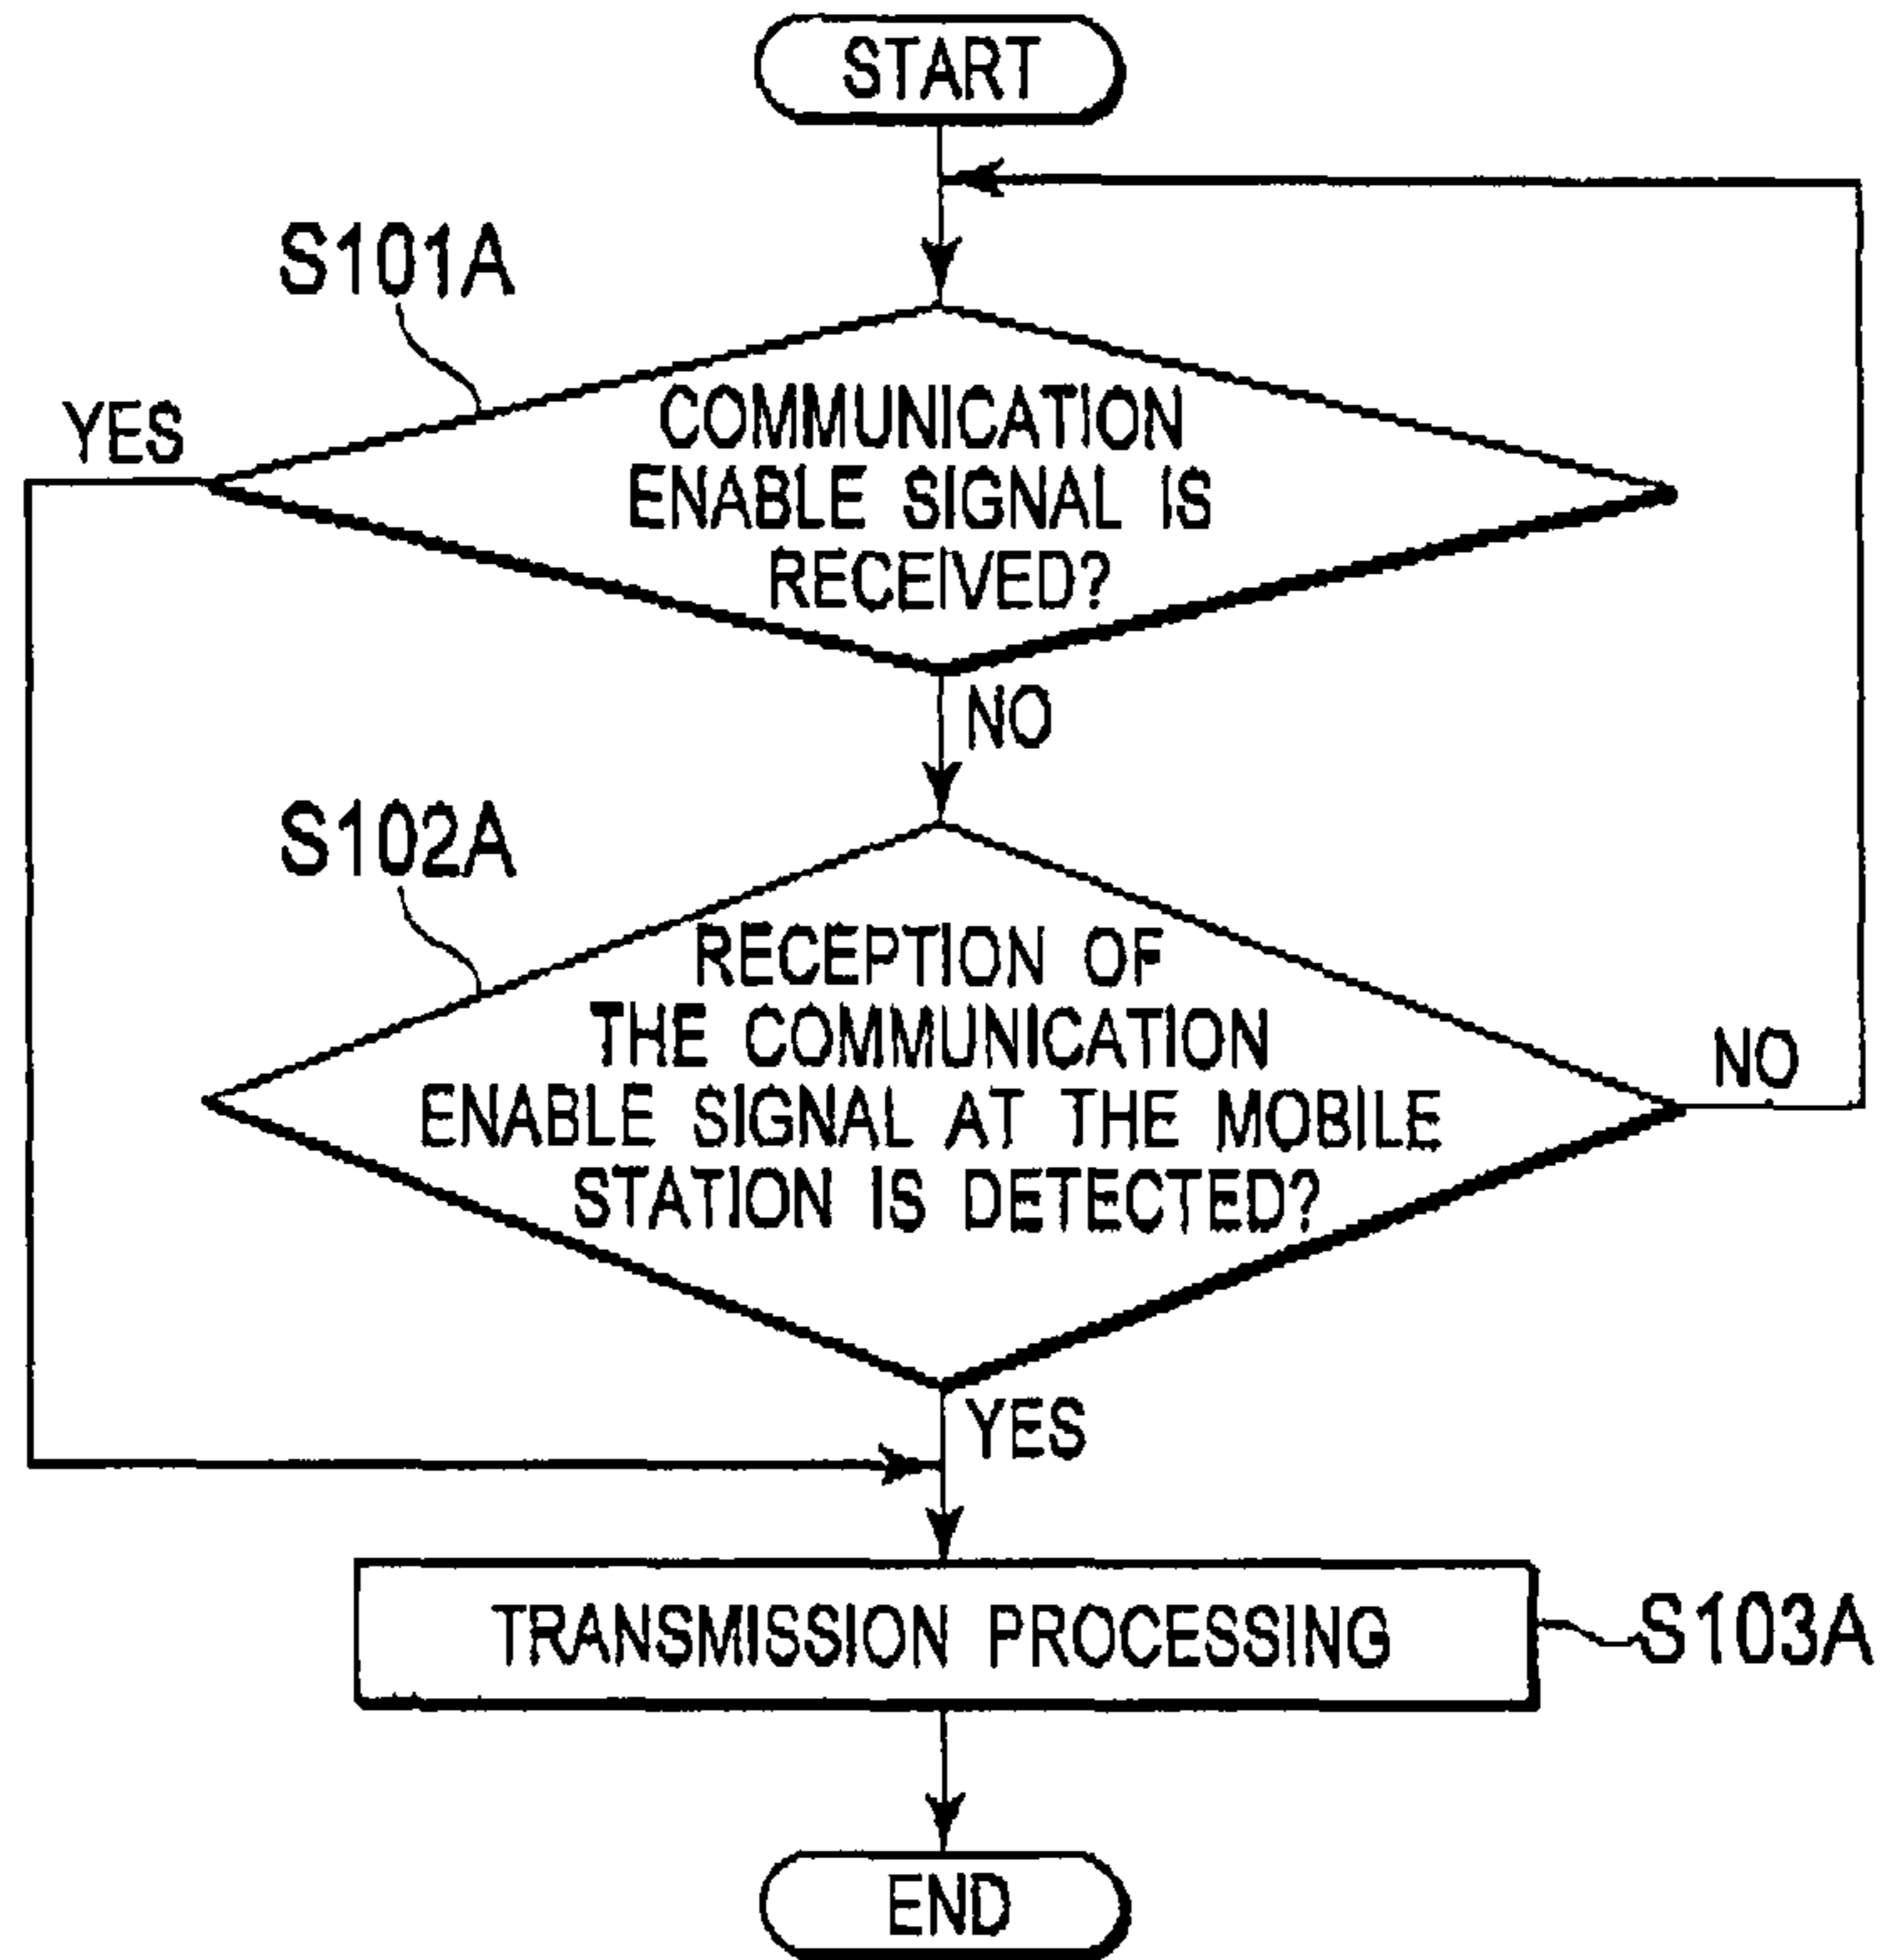 START
S101A
YES
COMMUNICATION
ENABLE SIGNAL IS
RECEIVED?
NO
S102A
RECEPTION OF
THE COMMUNICATION
ENABLE SIGNAL AT THE MOBILE
STATION IS DETECTED?
NO
YES
TRANSMISSION PROCESSING
S103A
END